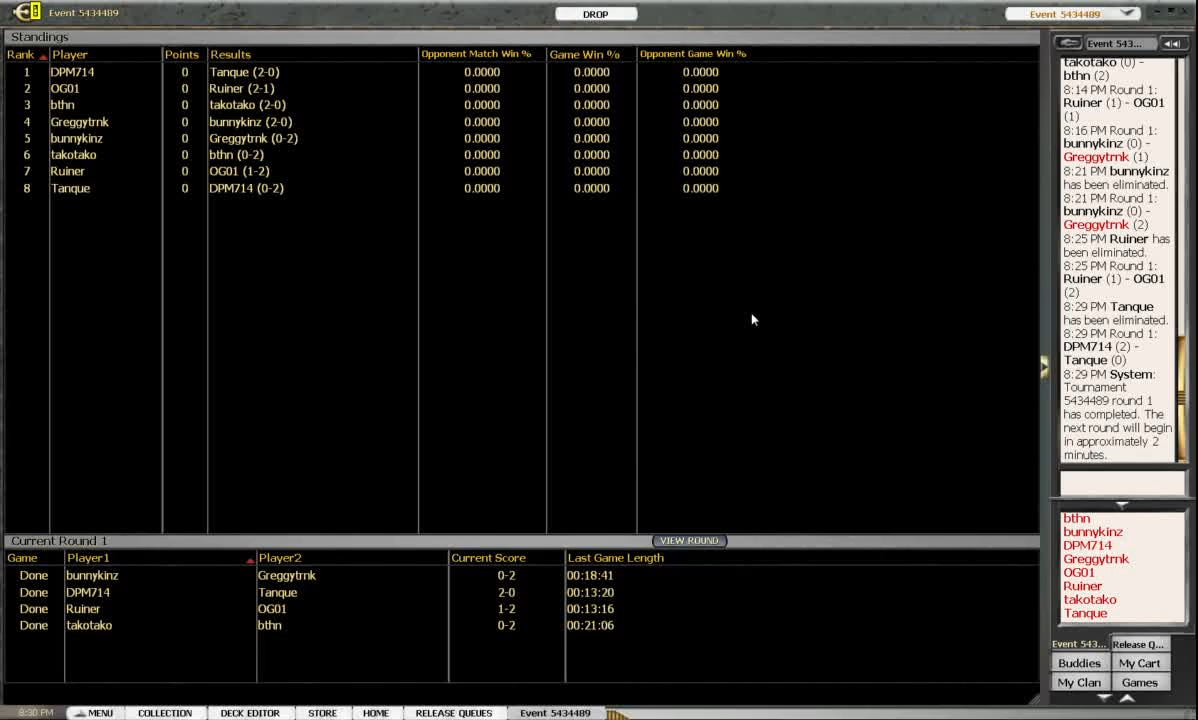 Event 5434489
DROP
Event 5434489
Standings
Rank Player Points Results Opponent Match Win % Game Win % Opponent Game Win %
1 DPM714 0 Tanque (2-0) 0.0000 0.0000 0.0000
2 OG01 0 Ruiner (2-1) 0.0000 0.0000 0.0000
3 bthn 0 takotako (2-0) 0.0000 0.0000 0.0000
4 Greggytrnk 0 bunnykinz (2-0) 0.0000 0.0000 0.0000
5 bunnykinz 0 Greggytrnk (0-2) 0.0000 0.0000 0.0000
6 takotako 0 bthn (0-2) 0.0000 0.0000 0.0000
7 Ruiner 0 OG01 (1-2) 0.0000 0.0000 0.0000
8 Tanque 0 DPM714 (0-2) 0.0000 0.0000 0.0000
Current Round 1
VIEW ROUND
Game Player1 Player2 Current Score Last Game Length
Done bunnykinz Greggytrnk 0-2 00:18:41
Done DPM714 Tanque 2-0 00:13:20
Done Ruiner OG01 1-2 00:13:16
Done takotako bthn 0-2 00:21:06
Event 543...
takotako (0) -
bthn (2)
8:14 PM Round 1:
Ruiner (1) - OG01
(1)
8:16 PM Round 1:
bunnykinz (0) -
Greggytrnk (1)
8:21 PM bunnykinz
has been eliminated.
8:21 PM Round 1:
bunnykinz (0) -
Greggytrnk (2)
8:25 PM Ruiner has
been eliminated.
8:25 PM Round 1:
Ruiner (1) - OG01
(2)
8:29 PM Tanque
has been eliminated.
8:29 PM Round 1:
DPM714 (2) -
Tanque (0)
8:29 PM System:
Tournament
5434489 round 1
has completed. The
next round will begin
in approximately 2
minutes.
bthn
bunnykinz
DPM714
Greggytrnk
OG01
Ruiner
takotako
Tanque
Event 543... Release Q...
Buddies My Cart
My Clan Games
8:30 PM MENU COLLECTION DECK EDITOR STORE HOME RELEASE QUEUES Event 5434489